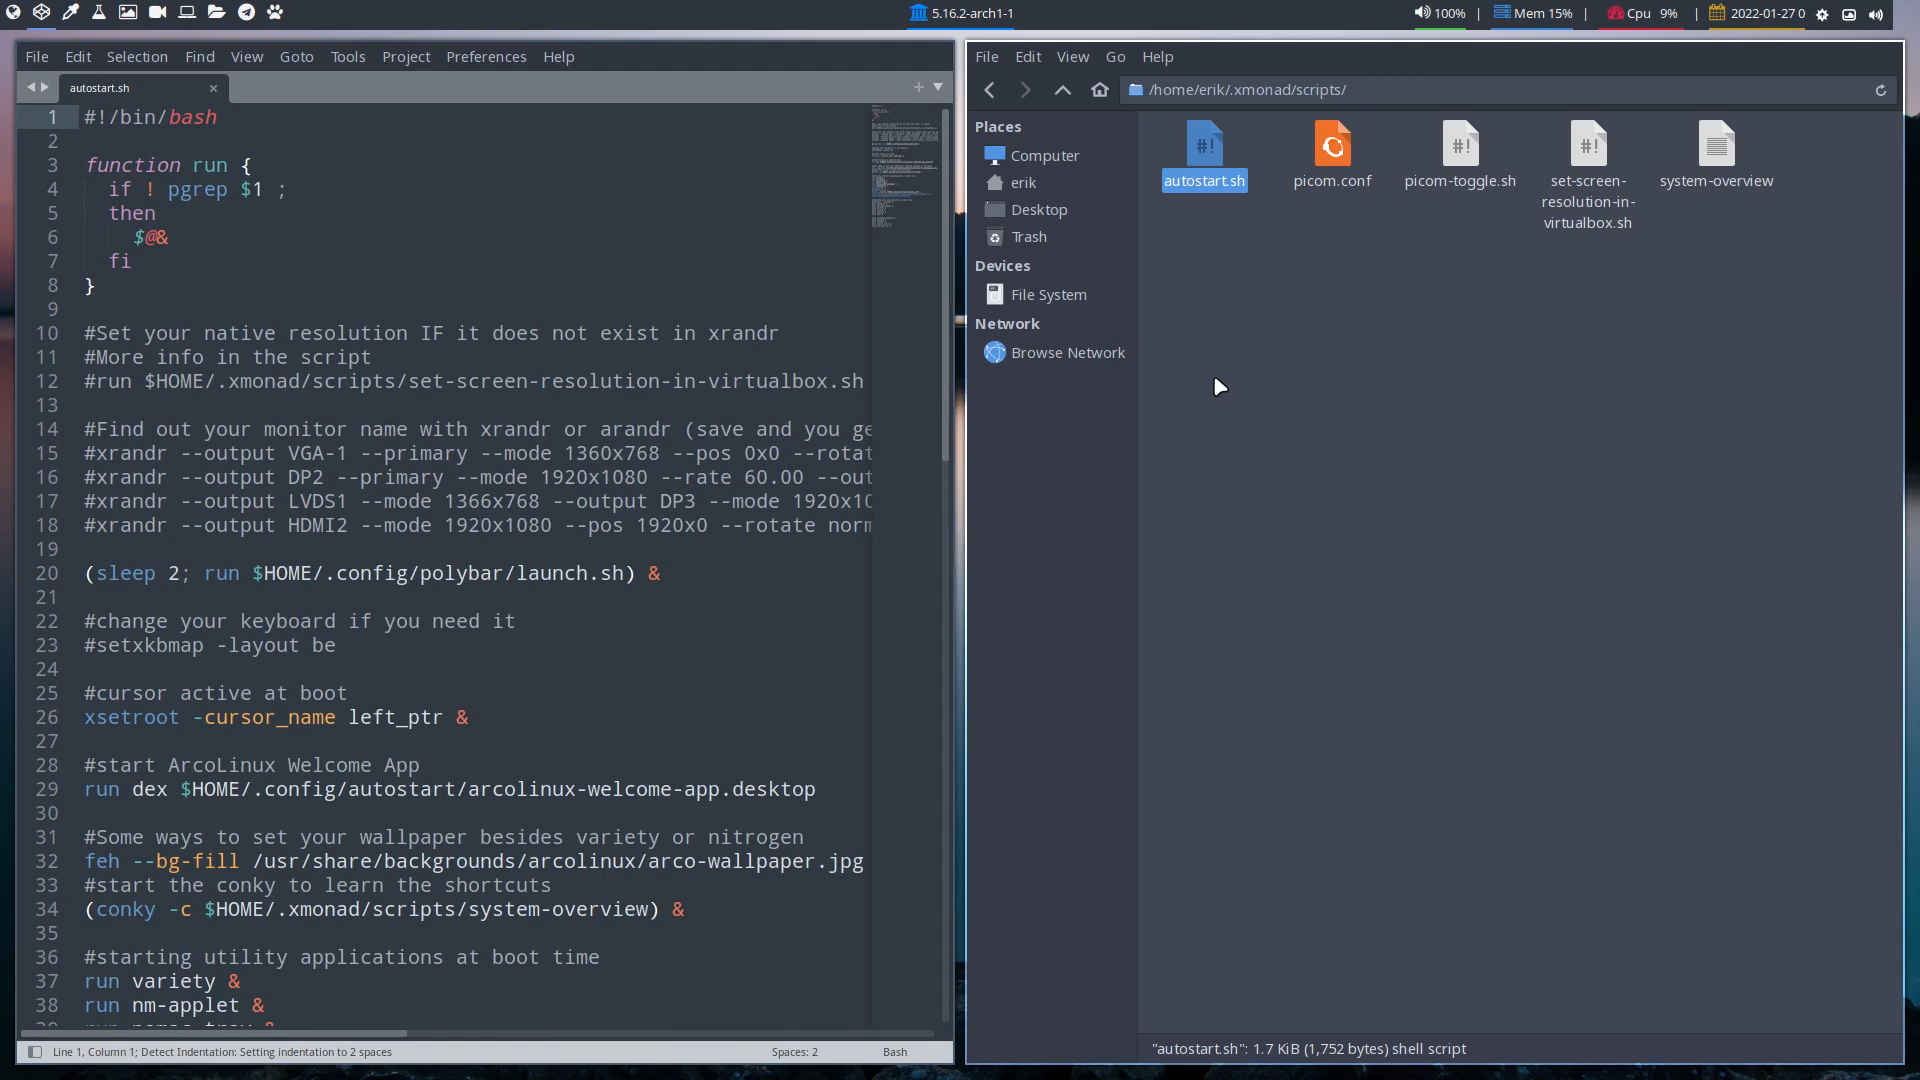 5.16.2-arch1-1
100% |
Mem 15% |
Cpu 9% |
2022-01-27 0
File Edit Selection Find View Goto Tools Project Preferences Help
autostart.sh
1 #!/bin/bash
2
3 function run {
4   if ! pgrep $1 ;
5   then
6     $@&
7   fi
8 }
9
10 #Set your native resolution IF it does not exist in xrandr
11 #More info in the script
12 #run $HOME/.xmonad/scripts/set-screen-resolution-in-virtualbox.sh
13
14 #Find out your monitor name with xrandr or arandr (save and you ge
15 #xrandr --output VGA-1 --primary --mode 1360x768 --pos 0x0 --rotat
16 #xrandr --output DP2 --primary --mode 1920x1080 --rate 60.00 --out
17 #xrandr --output LVDS1 --mode 1366x768 --output DP3 --mode 1920x10
18 #xrandr --output HDMI2 --mode 1920x1080 --pos 1920x0 --rotate norm
19
20 (sleep 2; run $HOME/.config/polybar/launch.sh) &
21
22 #change your keyboard if you need it
23 #setxkbmap -layout be
24
25 #cursor active at boot
26 xsetroot -cursor_name left_ptr &
27
28 #start ArcoLinux Welcome App
29 run dex $HOME/.config/autostart/arcolinux-welcome-app.desktop
30
31 #Some ways to set your wallpaper besides variety or nitrogen
32 feh --bg-fill /usr/share/backgrounds/arcolinux/arco-wallpaper.jpg
33 #start the conky to learn the shortcuts
34 (conky -c $HOME/.xmonad/scripts/system-overview) &
35
36 #starting utility applications at boot time
37 run variety &
38 run nm-applet &
Line 1, Column 1; Detect Indentation: Setting indentation to 2 spaces
Spaces: 2
Bash
File Edit View Go Help
/home/erik/.xmonad/scripts/
Places
Computer
erik
Desktop
Trash
Devices
File System
Network
Browse Network
autostart.sh
picom.conf
picom-toggle.sh
set-screen-
resolution-in-
virtualbox.sh
system-overview
"autostart.sh": 1.7 KiB (1,752 bytes) shell script